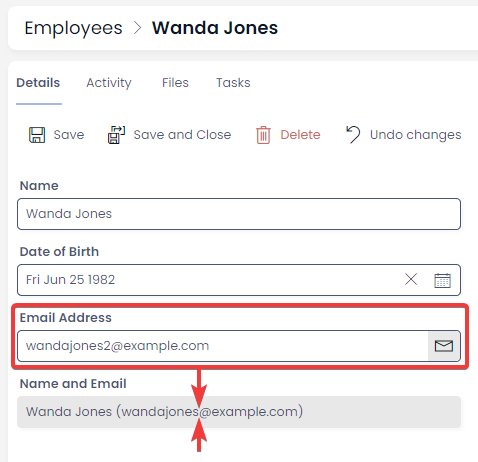 Employees > Wanda Jones
Details Activity Files Tasks
Save Save and Close Delete Undo changes
Name
Wanda Jones
Date of Birth
Fri Jun 25 1982
Email Address
wandajones2@example.com
Name and Email
Wanda Jones (wandajones@example.com)